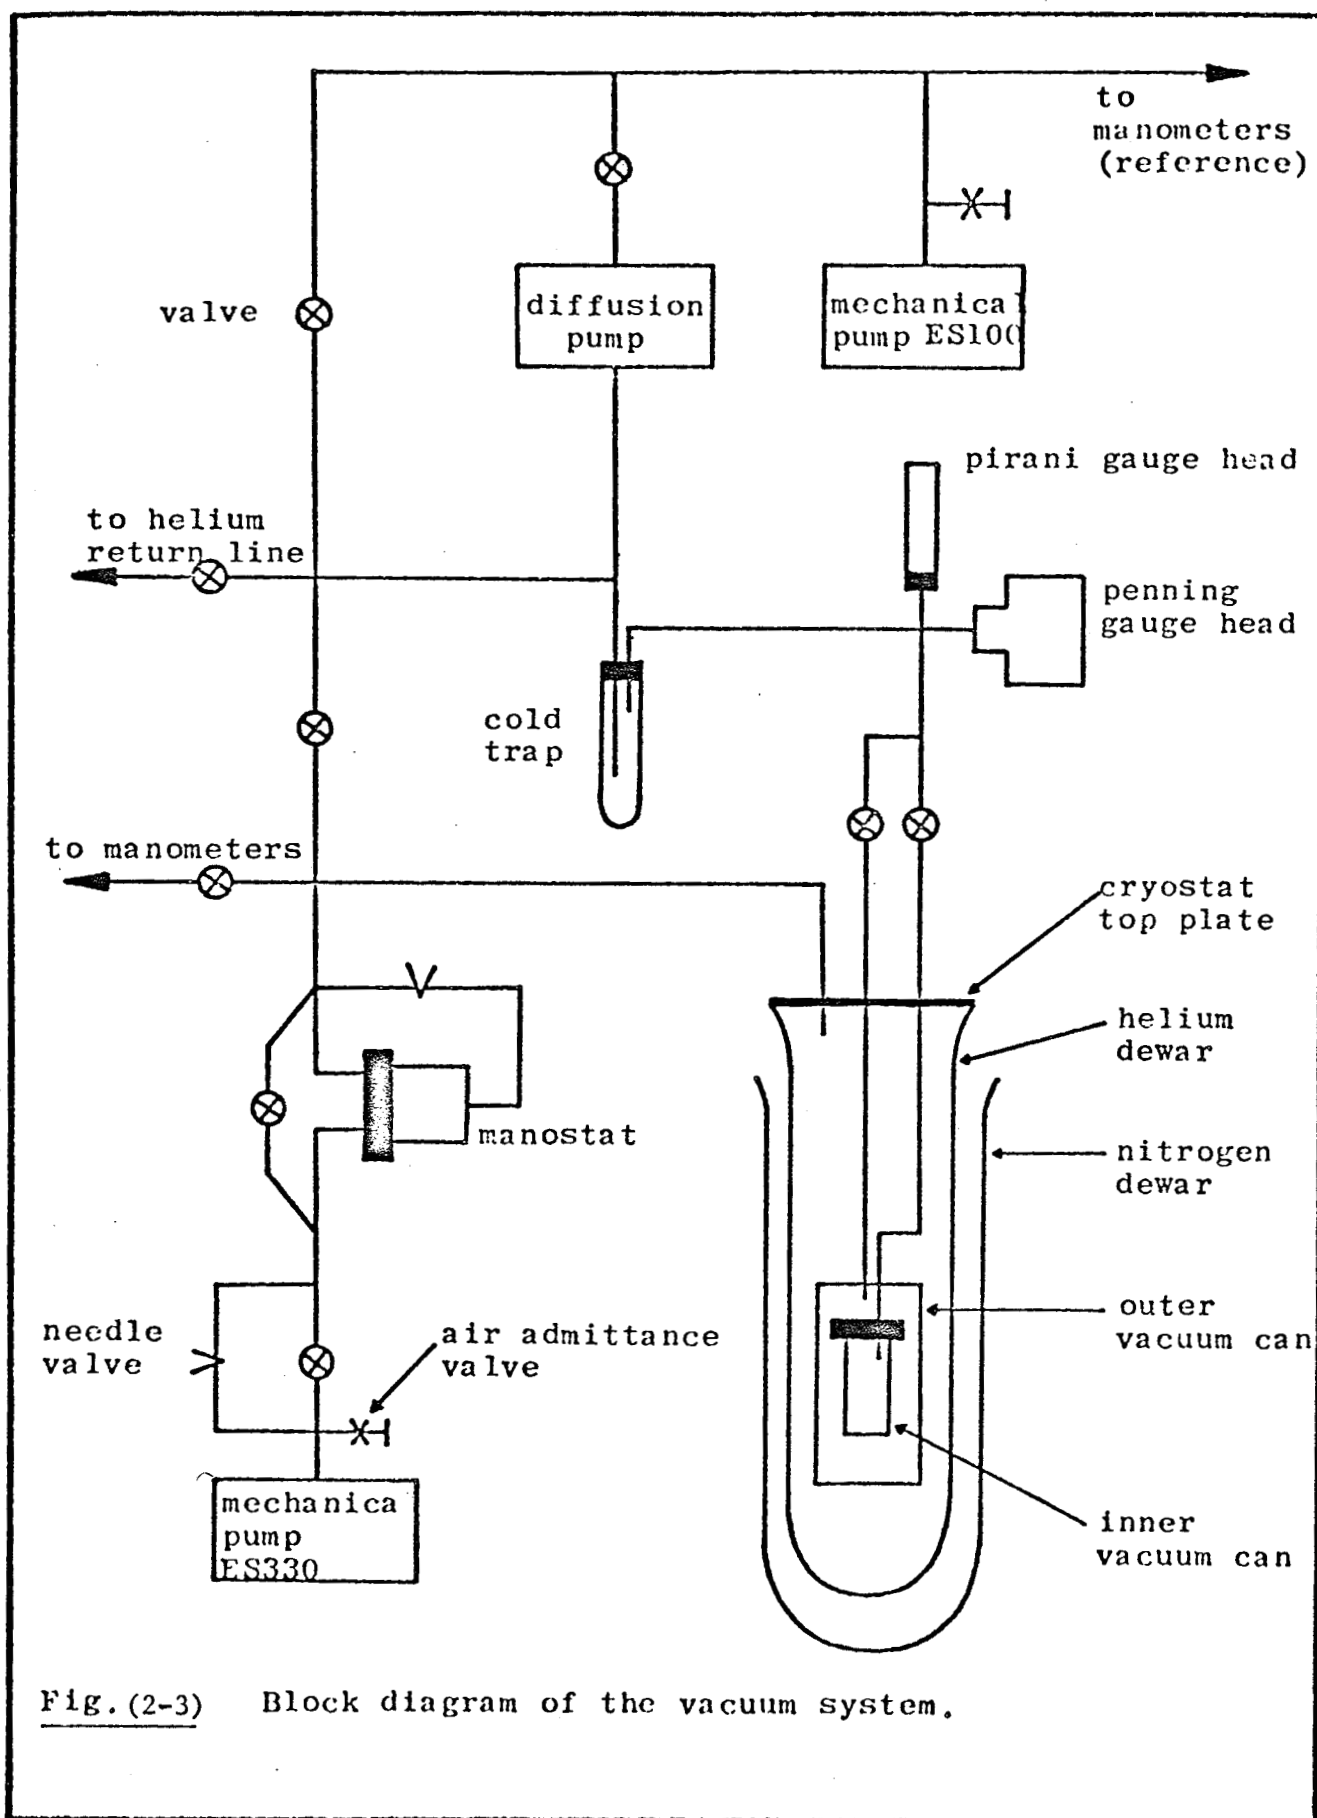 to
manometers
(reference)
valve
diffusion
pump
mechanical
pump ES100
pirani gauge head
to helium
return line
penning
gauge head
cold
trap
to manometers
cryostat
top plate
helium
dewar
manostat
nitrogen
dewar
needle
valve
air admittance
valve
outer
vacuum can
mechanica
pump
ES330
inner
vacuum can
Fig.(2-3) Block diagram of the vacuum system.